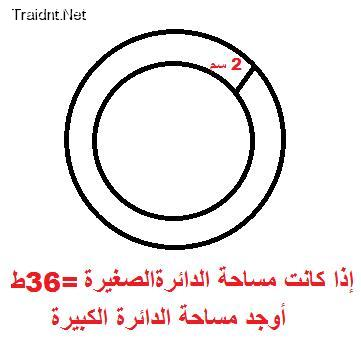 Traidnt.Net
2 سم
إذا كانت مساحة الدائرةالصغيرة =36ط
أوجد مساحة الدائرة الكبيرة